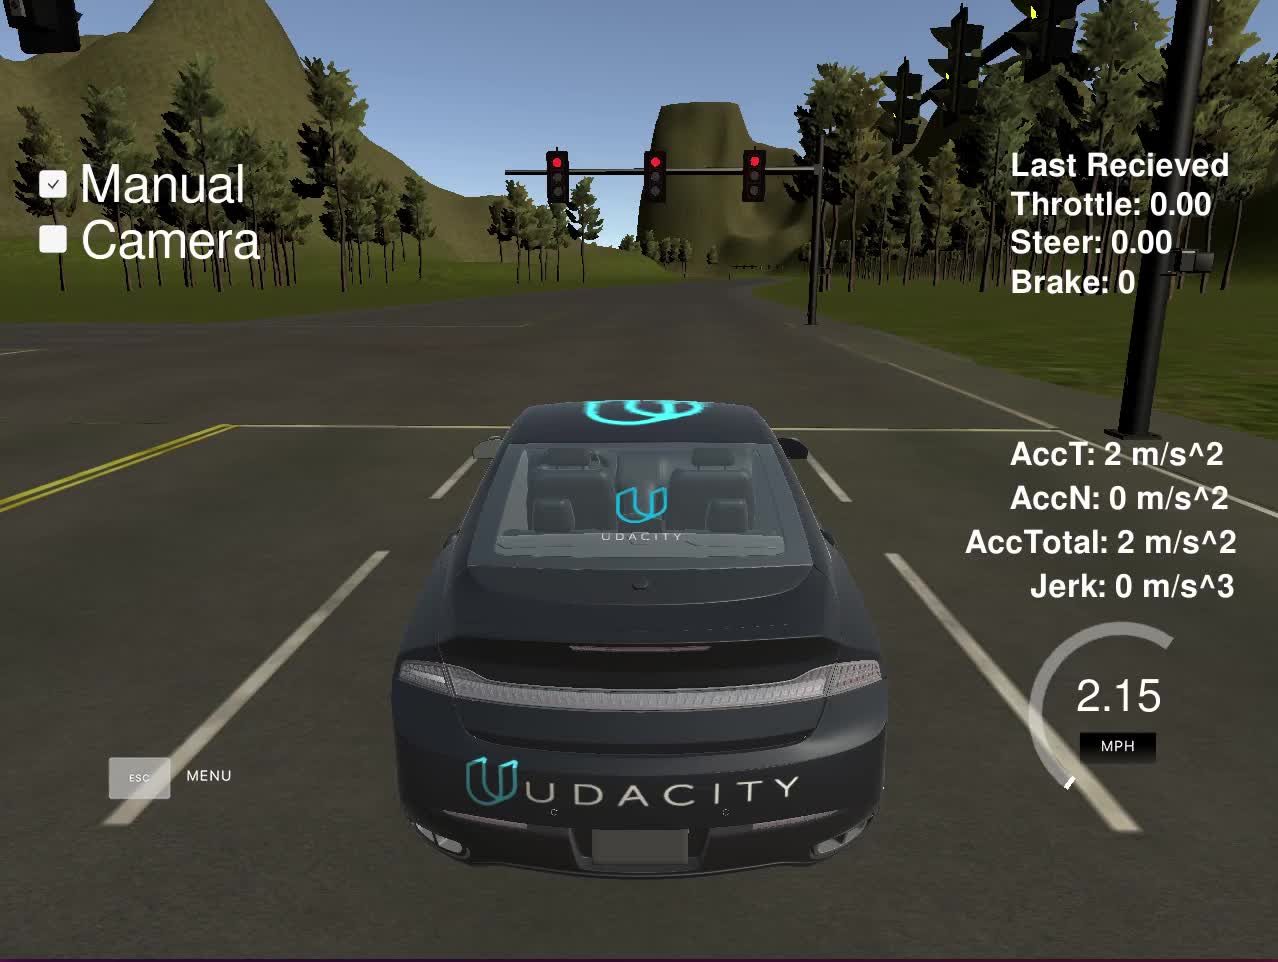 Manual
Camera
Last Recieved
Throttle: 0.00
Steer: 0.00
Brake: 0
UDACITY
AccT: 2 m/s^2
AccN: 0 m/s^2
AccTotal: 2 m/s^2
Jerk: 0 m/s^3
2.15
MPH
ESC MENU
UDACITY